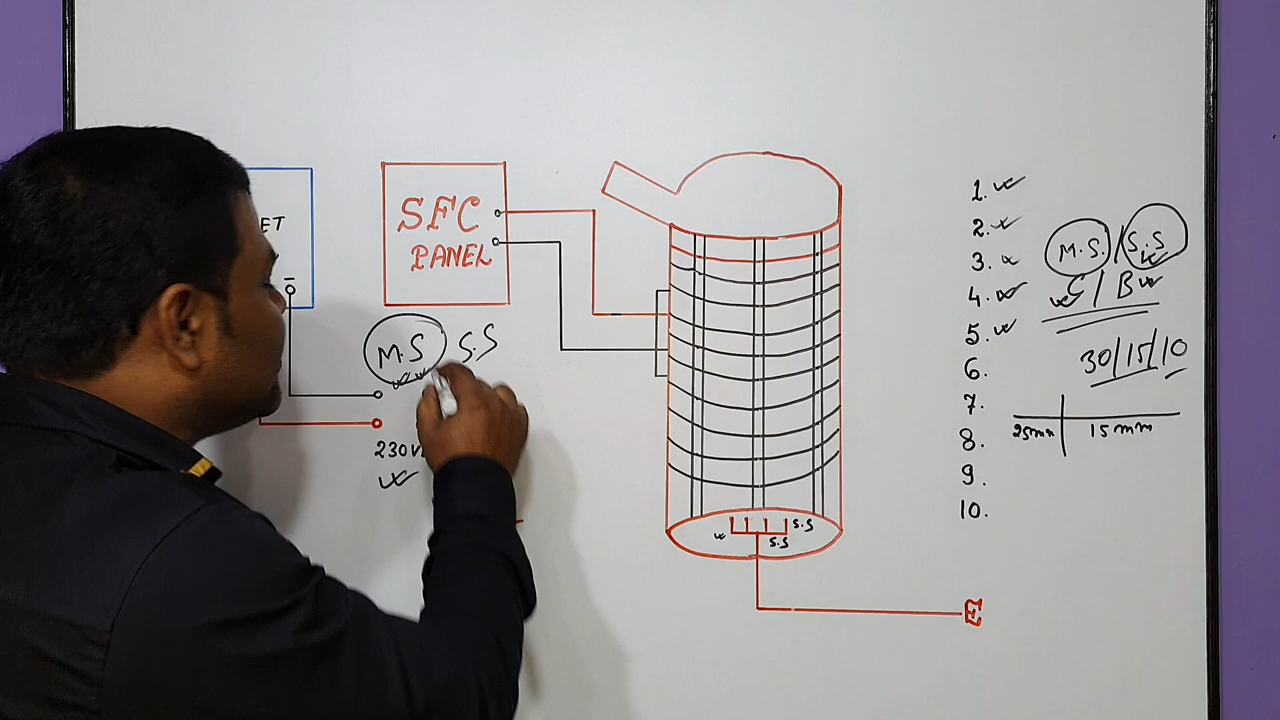 ET
SFC
PANEL
M.S S.S
230V
S.S
S.S
E
1.
2.
3.
4.
5.
6.
7.
8.
9.
10.
M.S. / S.S
C / B
30/15/10
25mm 15mm